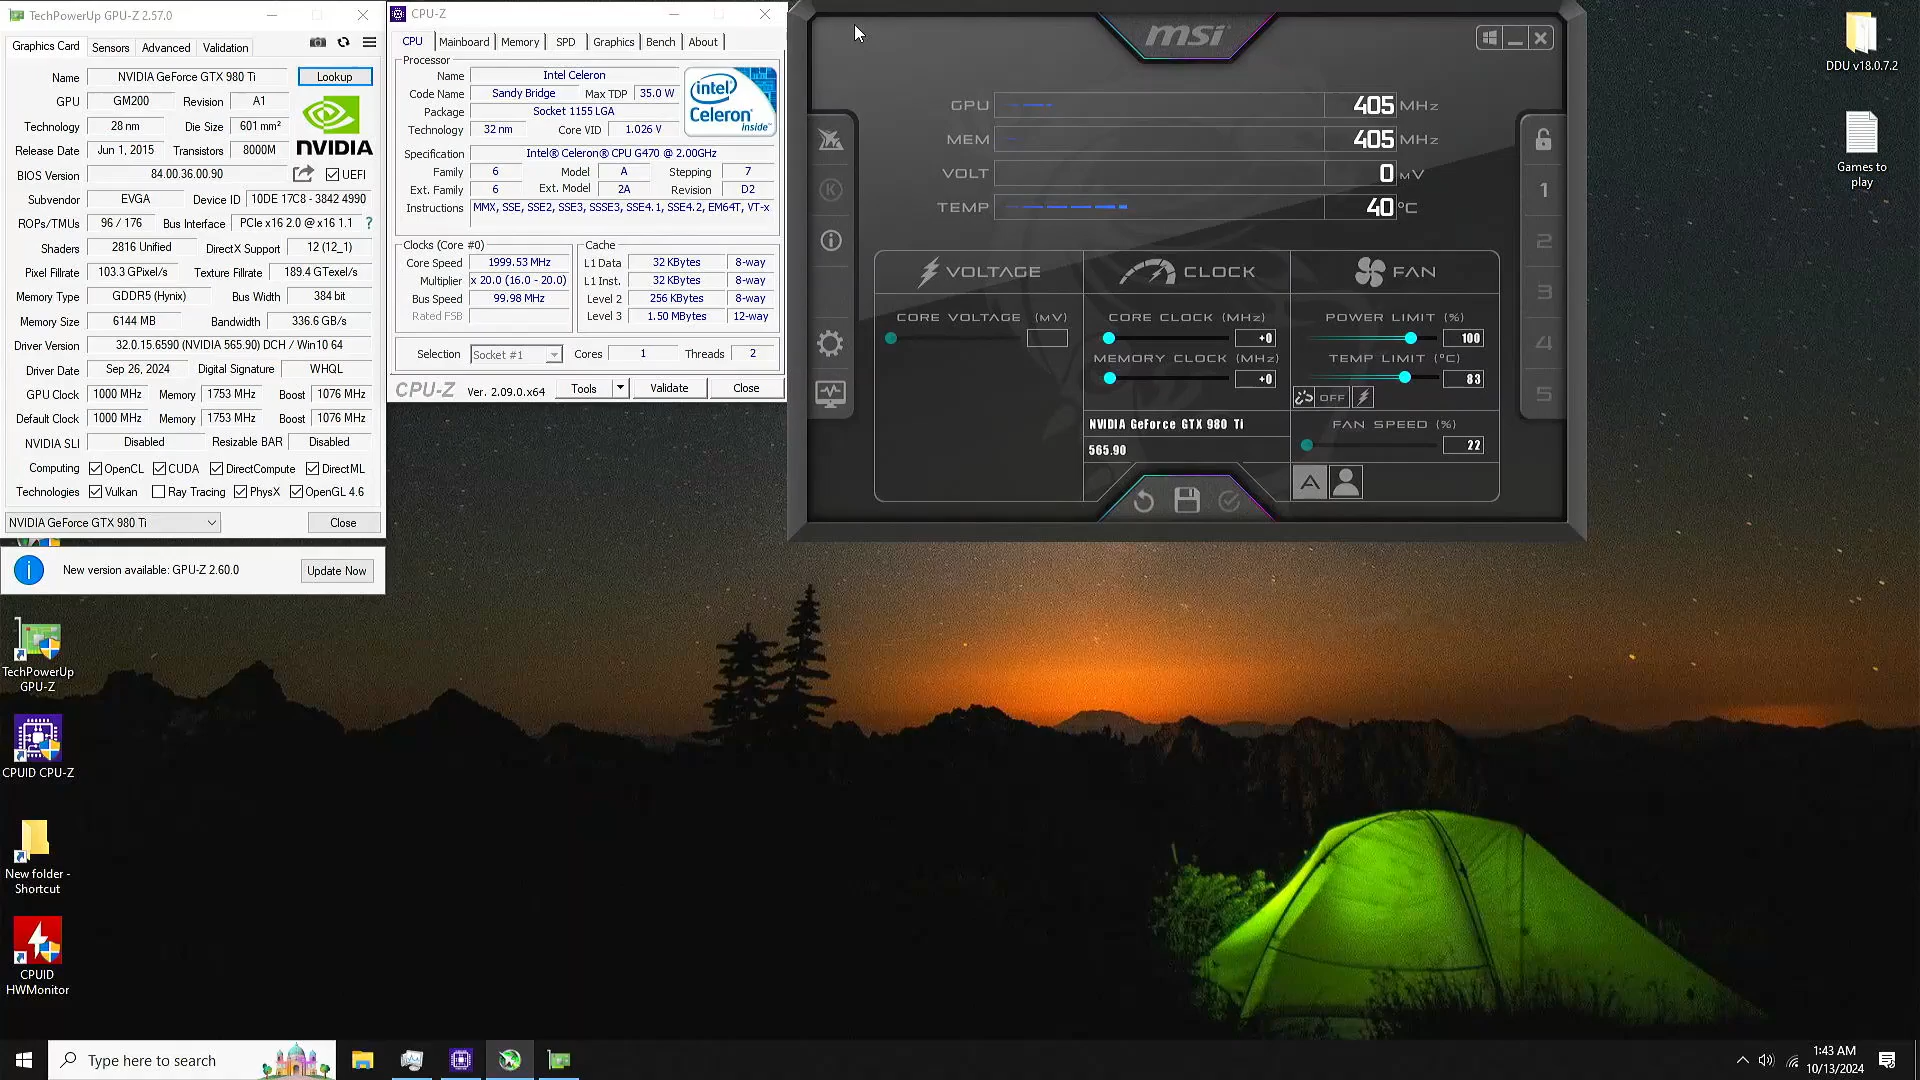 TechPowerUp GPU-Z 2.57.0
Graphics Card Sensors Advanced Validation
Name NVIDIA GeForce GTX 980 Ti Lookup
GPU GM200 Revision A1
Technology 28 nm Die Size 601 mm²
Release Date Jun 1, 2015 Transistors 8000M
NVIDIA
BIOS Version 84.00.36.00.90 UEFI
Subvendor EVGA Device ID 10DE 17C8 - 3842 4990
ROPs/TMUs 96 / 176 Bus Interface PCIe x16 2.0 @ x16 1.1 ?
Shaders 2816 Unified DirectX Support 12 (12_1)
Pixel Fillrate 103.3 GPixel/s Texture Fillrate 189.4 GTexel/s
Memory Type GDDR5 (Hynix) Bus Width 384 bit
Memory Size 6144 MB Bandwidth 336.6 GB/s
Driver Version 32.0.15.6590 (NVIDIA 565.90) DCH / Win10 64
Driver Date Sep 26, 2024 Digital Signature WHQL
GPU Clock 1000 MHz Memory 1753 MHz Boost 1076 MHz
Default Clock 1000 MHz Memory 1753 MHz Boost 1076 MHz
NVIDIA SLI Disabled Resizable BAR Disabled
Computing OpenCL CUDA DirectCompute DirectML
Technologies Vulkan Ray Tracing PhysX OpenGL 4.6
NVIDIA GeForce GTX 980 Ti Close
New version available: GPU-Z 2.60.0 Update Now
CPU-Z
CPU Mainboard Memory SPD Graphics Bench About
Processor
Name Intel Celeron
Code Name Sandy Bridge Max TDP 35.0 W
Package Socket 1155 LGA
Technology 32 nm Core VID 1.026 V
intel
Celeron
inside™
Specification Intel® Celeron® CPU G470 @ 2.00GHz
Family 6 Model A Stepping 7
Ext. Family 6 Ext. Model 2A Revision D2
Instructions MMX, SSE, SSE2, SSE3, SSSE3, SSE4.1, SSE4.2, EM64T, VT-x
Clocks (Core #0)
Core Speed 1999.53 MHz
Multiplier x 20.0 (16.0 - 20.0)
Bus Speed 99.98 MHz
Rated FSB
Cache
L1 Data 32 KBytes 8-way
L1 Inst. 32 KBytes 8-way
Level 2 256 KBytes 8-way
Level 3 1.50 MBytes 12-way
Selection Socket #1 Cores 1 Threads 2
CPU-Z Ver. 2.09.0.x64 Tools Validate Close
msi
GPU 405 MHz
MEM 405 MHz
VOLT 0 mV
TEMP 40 °C
K
1
2
3
4
5
VOLTAGE
CORE VOLTAGE (MV)
CLOCK
CORE CLOCK (MHz)
+0
MEMORY CLOCK (MHz)
+0
NVIDIA GeForce GTX 980 Ti
565.90
FAN
POWER LIMIT (%)
100
TEMP LIMIT (°C)
83
OFF
FAN SPEED (%)
22
A
DDU v18.0.7.2
Games to
play
TechPowerUp
GPU-Z
CPUID CPU-Z
New folder -
Shortcut
CPUID
HWMonitor
Type here to search
1:43 AM
10/13/2024